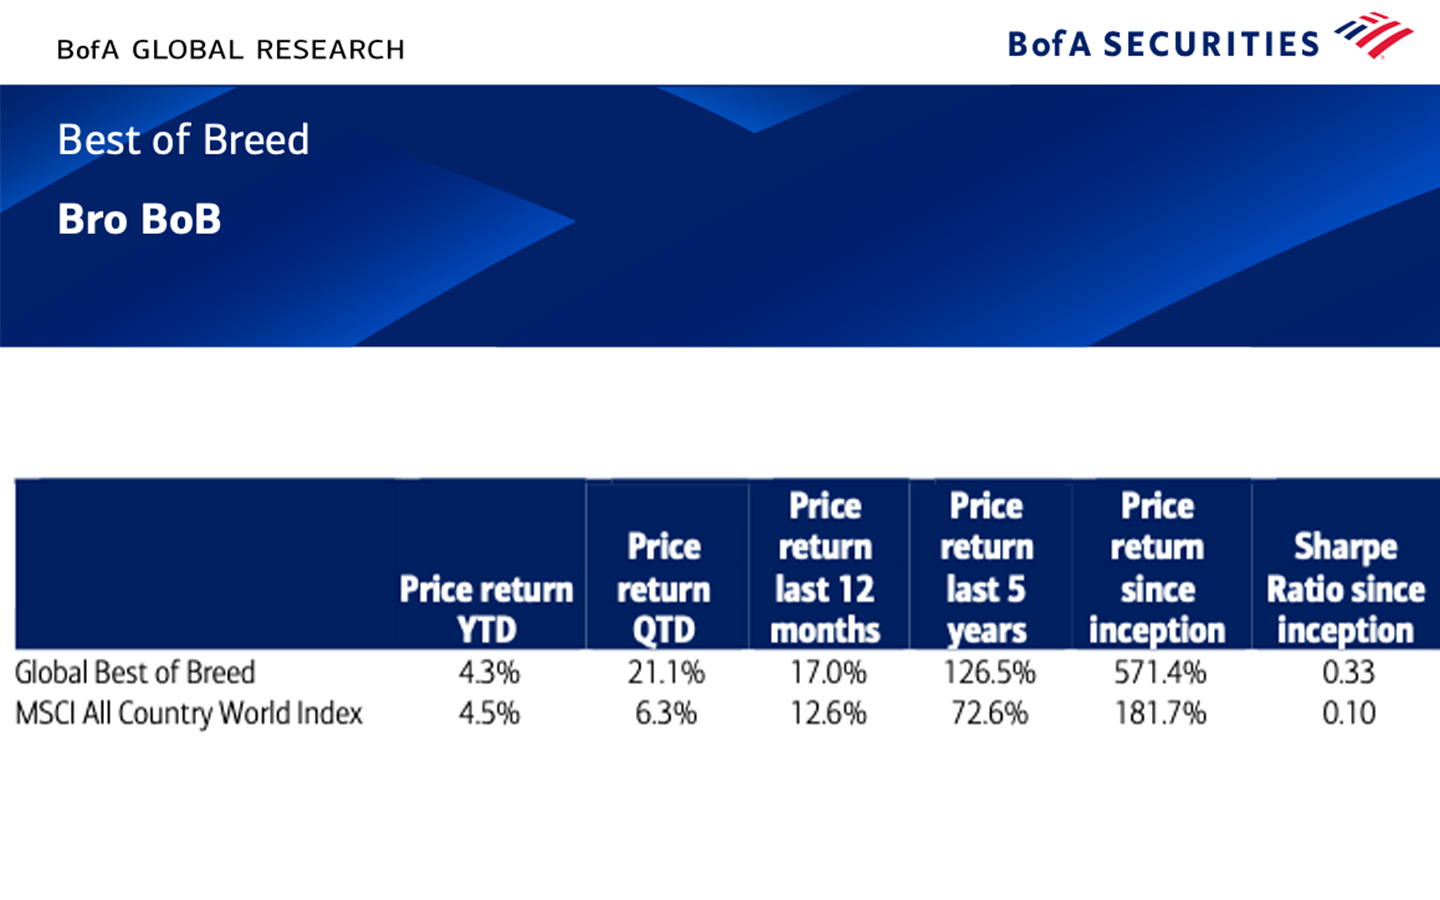 BofA GLOBAL RESEARCH
BofA SECURITIES
Best of Breed
Bro BoB
Price return YTD
Price return QTD
Price return last 12 months
Price return last 5 years
Price return since inception
Sharpe Ratio since inception
Global Best of Breed 4.3% 21.1% 17.0% 126.5% 571.4% 0.33
MSCI All Country World Index 4.5% 6.3% 12.6% 72.6% 181.7% 0.10